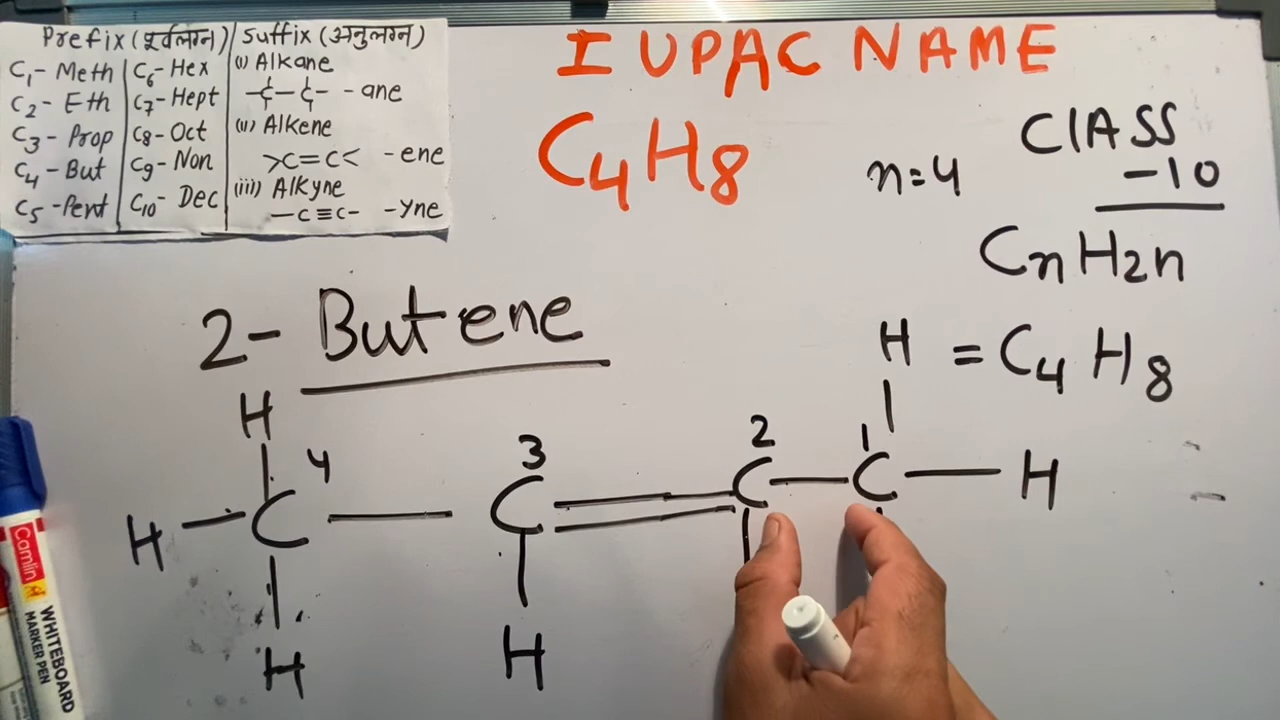 Prefix (पूर्वलग्न) Suffix (अनुलग्न)
C1- Meth C6- Hex (i) Alkane
C2- Eth C7- Hept -C-C- - ane
C3- Prop C8- Oct (ii) Alkene
C4- But C9- Non >C=C< - ene
C5- Pent C10- Dec (iii) Alkyne
-C≡C- - Yne
IUPAC NAME
C4H8
n=4
ClASS
-10
CnH2n
= C4H8
2- Butene
H H
4 3 2 1
H - C - C = C - C - H
H H
Camlin
WHITEBOARD
MARKER PEN